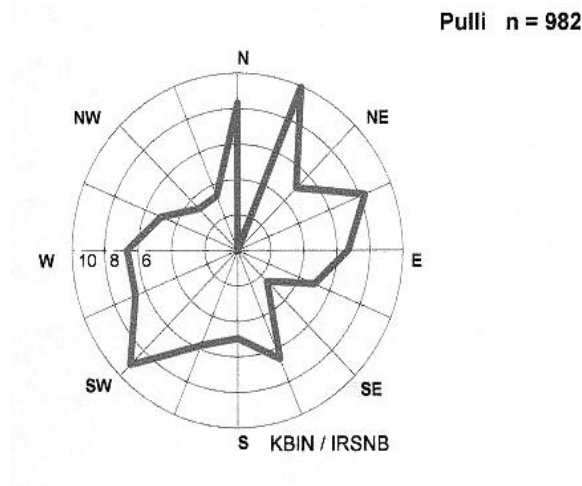 Pulli n = 982
N
NW
NE
W
10 8 6
E
SW
SE
S
KBIN / IRSNB